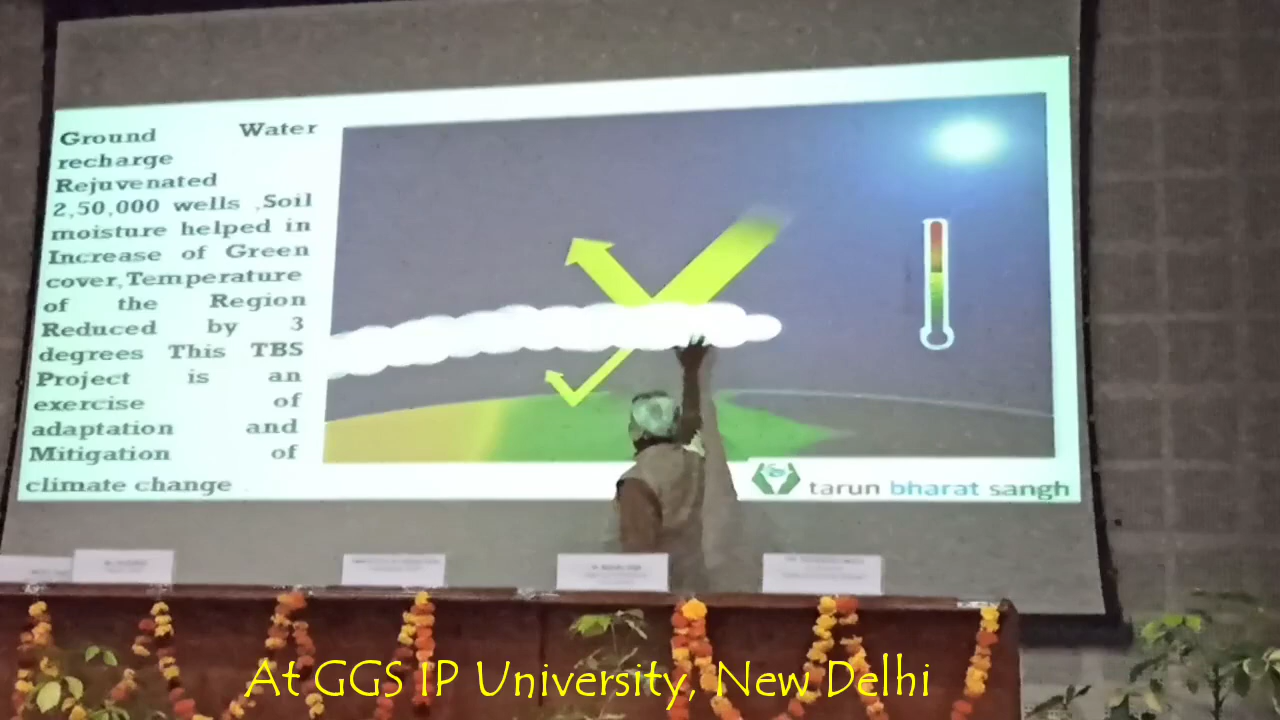 Ground Water
recharge
Rejuvenated
2,50,000 wells ,Soil
moisture helped in
Increase of Green
cover,Temperature
of the Region
Reduced by 3
degrees This TBS
Project is an
exercise of
adaptation and
Mitigation of
climate change
tarun bharat sangh
At GGS IP University, New Delhi